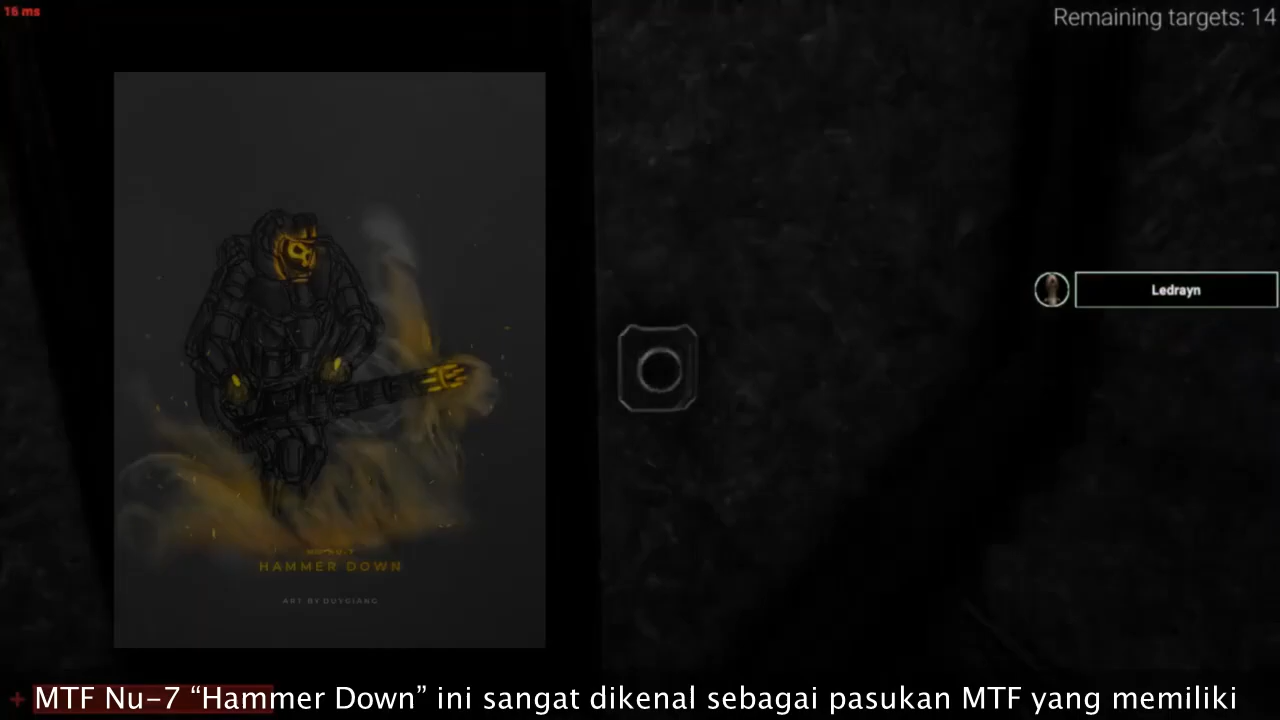 16 ms
Remaining targets: 14
Ledrayn
HAMMER DOWN
ART BY DUYGIANG
MTF Nu-7 “Hammer Down” ini sangat dikenal sebagai pasukan MTF yang memiliki